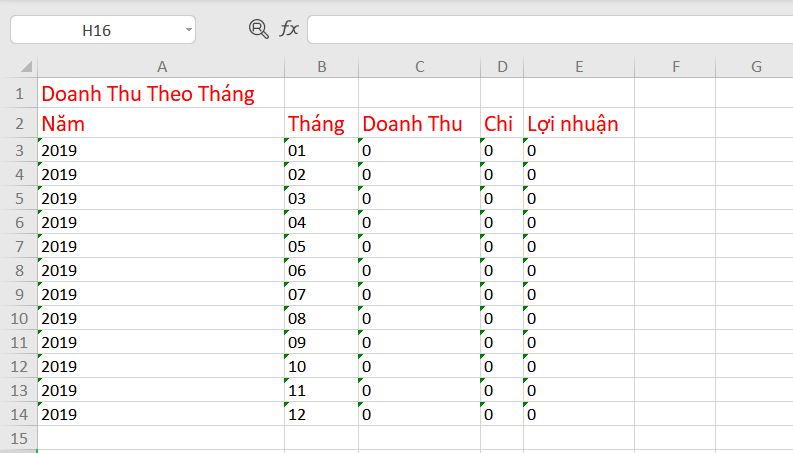 H16 fx
A B C D E F G
1 Doanh Thu Theo Tháng
2 Năm Tháng Doanh Thu Chi Lợi nhuận
3 2019 01 0 0 0
4 2019 02 0 0 0
5 2019 03 0 0 0
6 2019 04 0 0 0
7 2019 05 0 0 0
8 2019 06 0 0 0
9 2019 07 0 0 0
10 2019 08 0 0 0
11 2019 09 0 0 0
12 2019 10 0 0 0
13 2019 11 0 0 0
14 2019 12 0 0 0
15